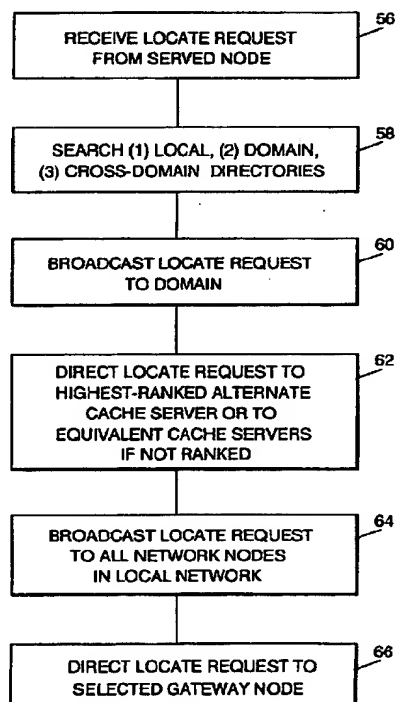 56
RECEIVE LOCATE REQUEST
FROM SERVED NODE
58
SEARCH (1) LOCAL, (2) DOMAIN,
(3) CROSS-DOMAIN DIRECTORIES
60
BROADCAST LOCATE REQUEST
TO DOMAIN
62
DIRECT LOCATE REQUEST TO
HIGHEST-RANKED ALTERNATE
CACHE SERVER OR TO
EQUIVALENT CACHE SERVERS
IF NOT RANKED
64
BROADCAST LOCATE REQUEST
TO ALL NETWORK NODES
IN LOCAL NETWORK
66
DIRECT LOCATE REQUEST TO
SELECTED GATEWAY NODE